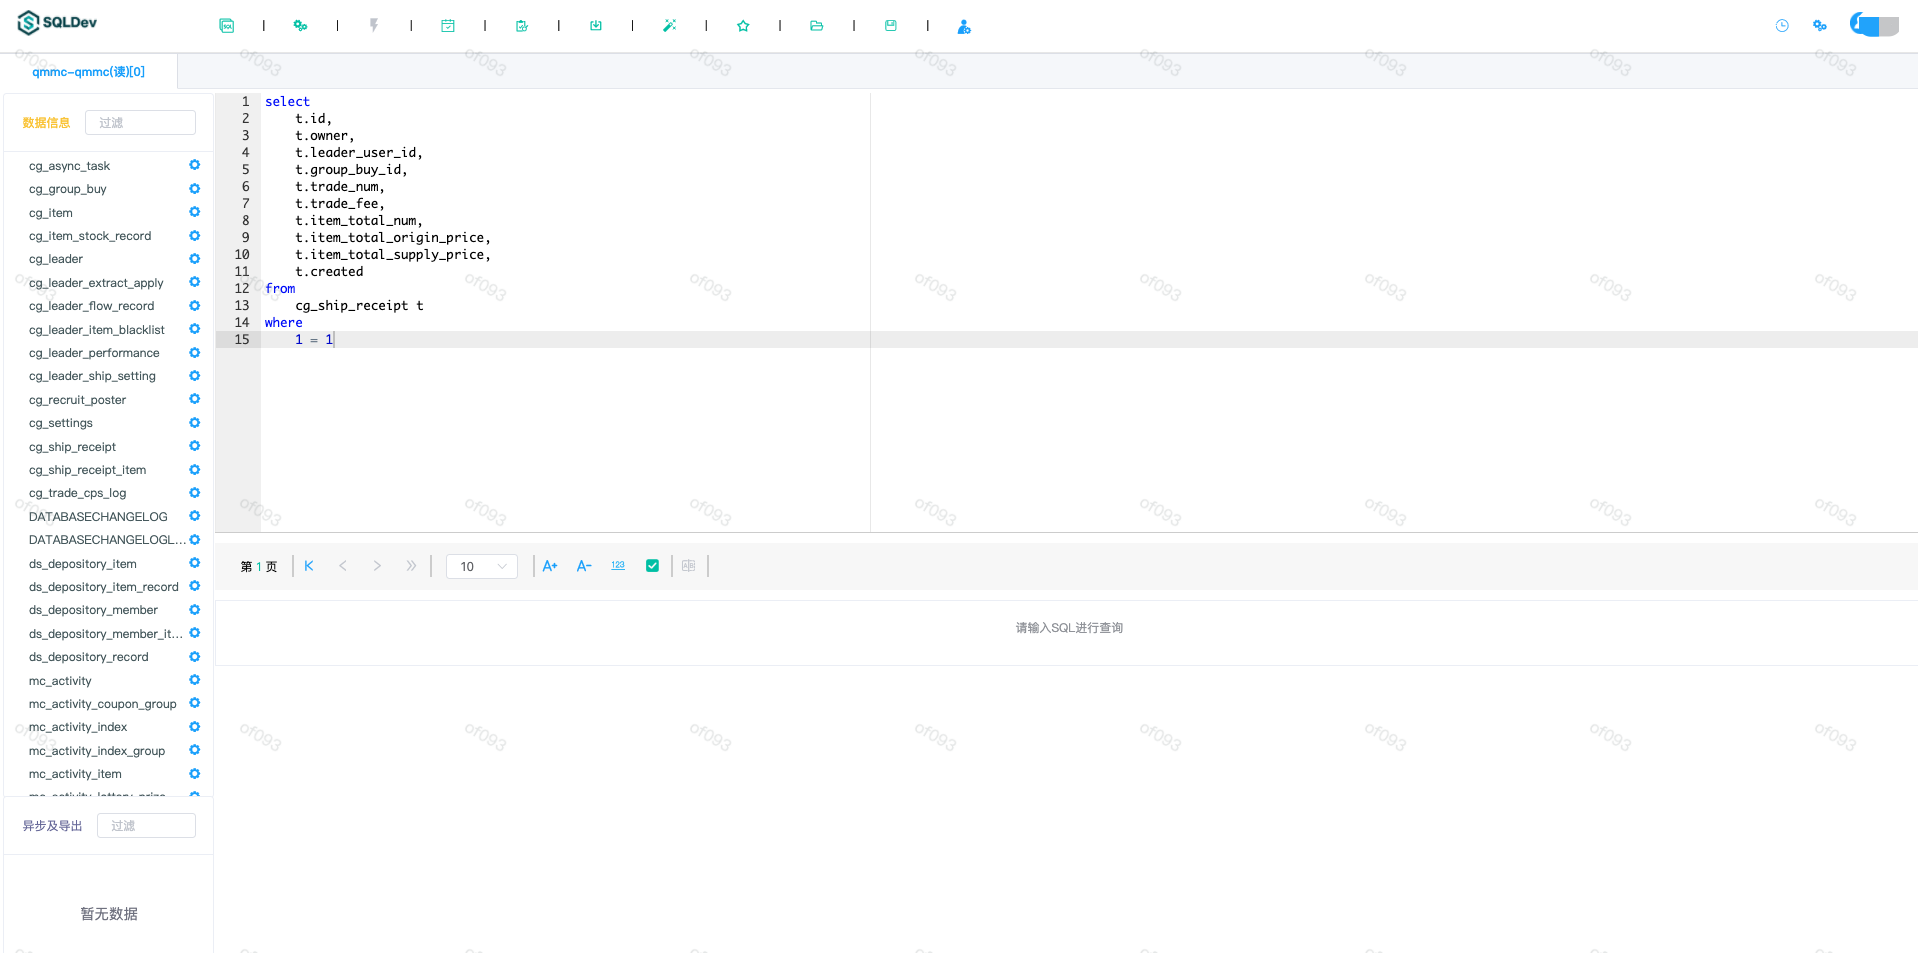 SQLDev
qmmc-qmmc(读)[0]
数据信息
过滤
cg_async_task
cg_group_buy
cg_item
cg_item_stock_record
cg_leader
cg_leader_extract_apply
cg_leader_flow_record
cg_leader_item_blacklist
cg_leader_performance
cg_leader_ship_setting
cg_recruit_poster
cg_settings
cg_ship_receipt
cg_ship_receipt_item
cg_trade_cps_log
DATABASECHANGELOG
DATABASECHANGELOGL...
ds_depository_item
ds_depository_item_record
ds_depository_member
ds_depository_member_it...
ds_depository_record
mc_activity
mc_activity_coupon_group
mc_activity_index
mc_activity_index_group
mc_activity_item
mc_activity_lottery_prize
异步及导出
过滤
暂无数据
1 select
2 t.id,
3 t.owner,
4 t.leader_user_id,
5 t.group_buy_id,
6 t.trade_num,
7 t.trade_fee,
8 t.item_total_num,
9 t.item_total_origin_price,
10 t.item_total_supply_price,
11 t.created
12 from
13 cg_ship_receipt t
14 where
15 1 = 1
第 1 页
10
A+
A-
123
请输入SQL进行查询
of093